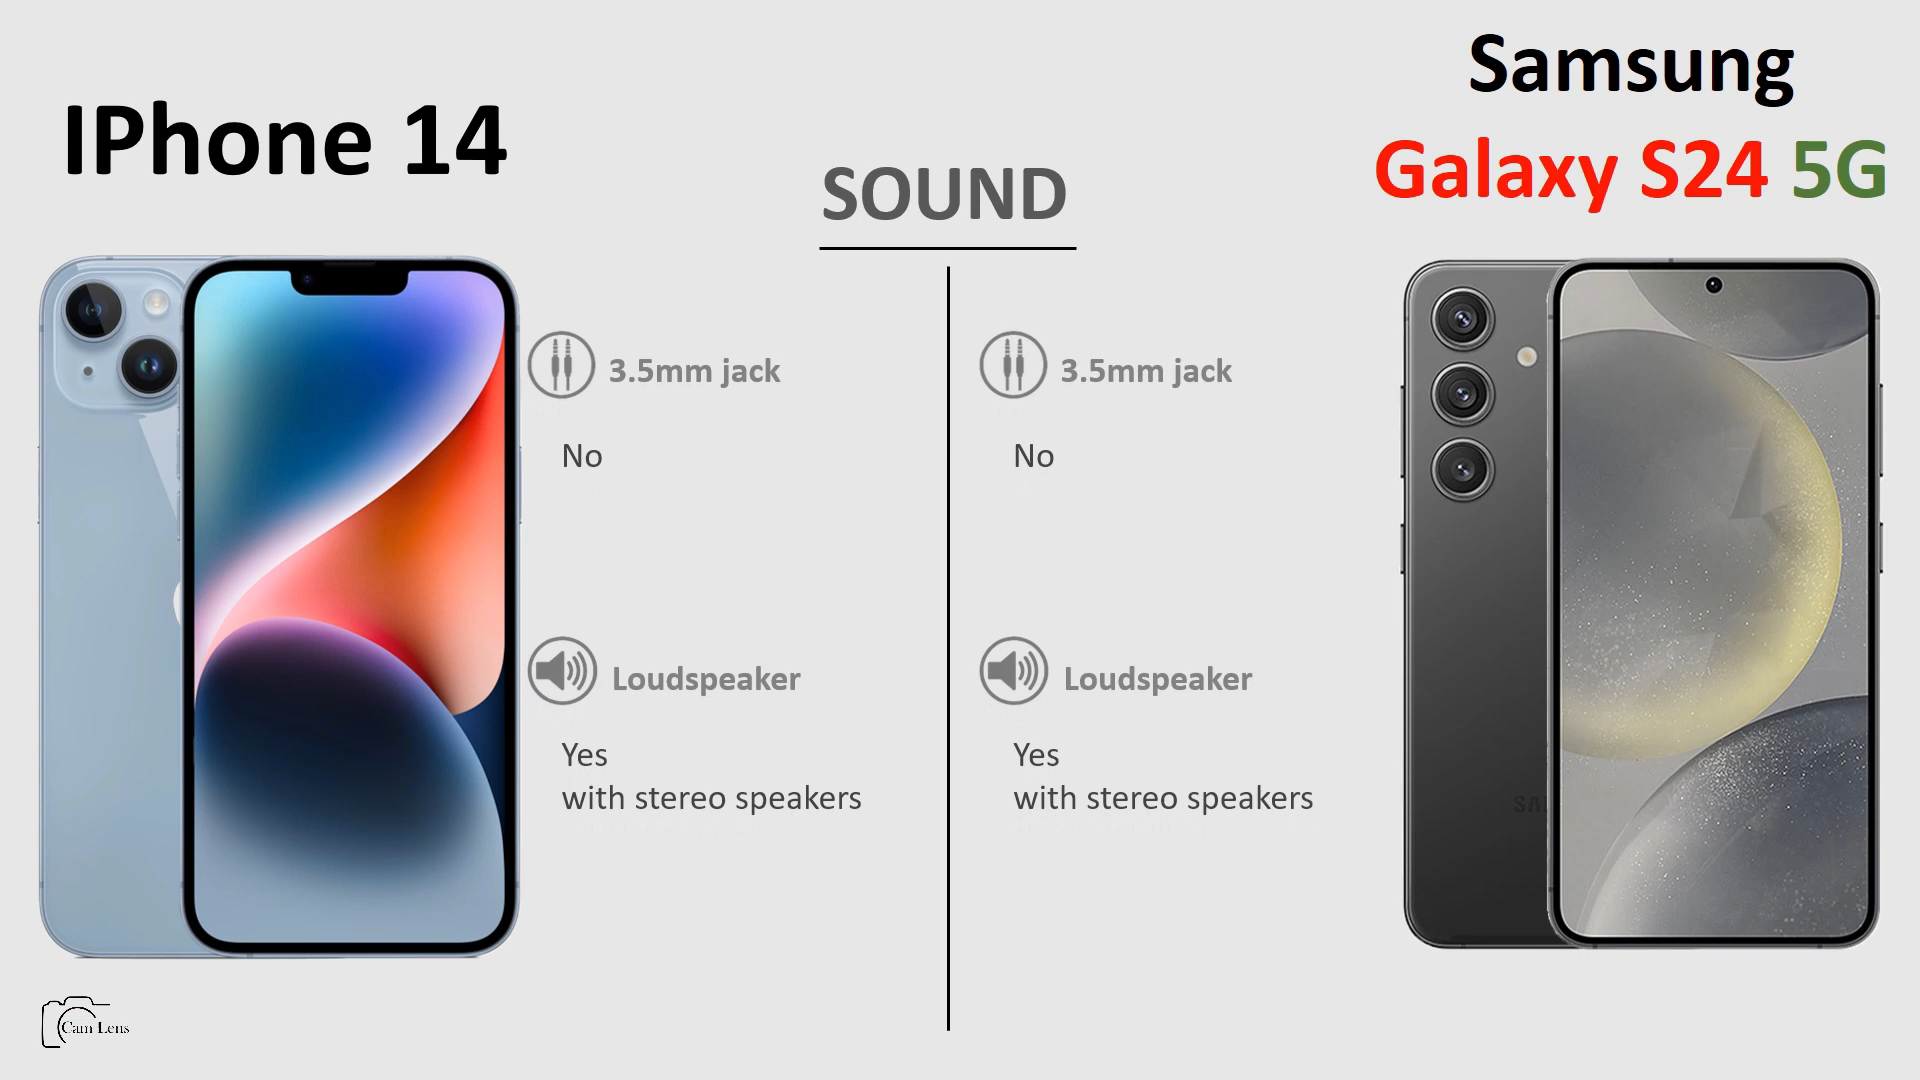 IPhone 14
Samsung
Galaxy S24 5G
SOUND
3.5mm jack
No
Loudspeaker
Yes
with stereo speakers
3.5mm jack
No
Loudspeaker
Yes
with stereo speakers
Cam Lens